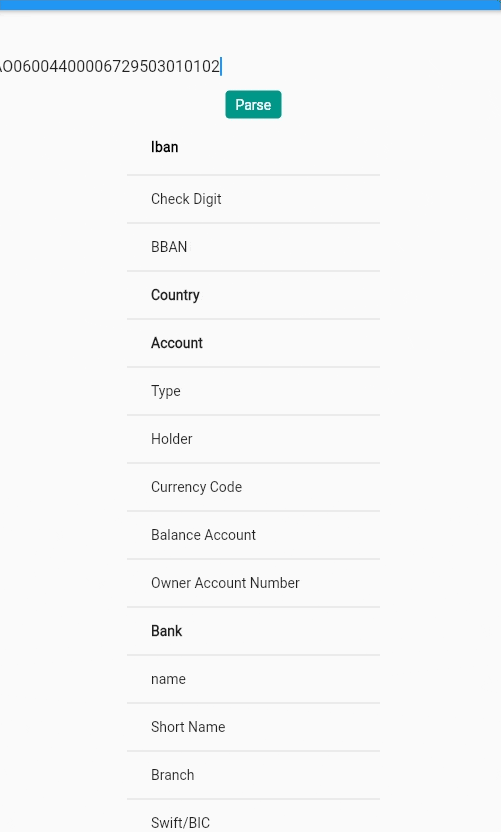 AO06004400006729503010102
Parse
Iban
Check Digit
BBAN
Country
Account
Type
Holder
Currency Code
Balance Account
Owner Account Number
Bank
name
Short Name
Branch
Swift/BIC